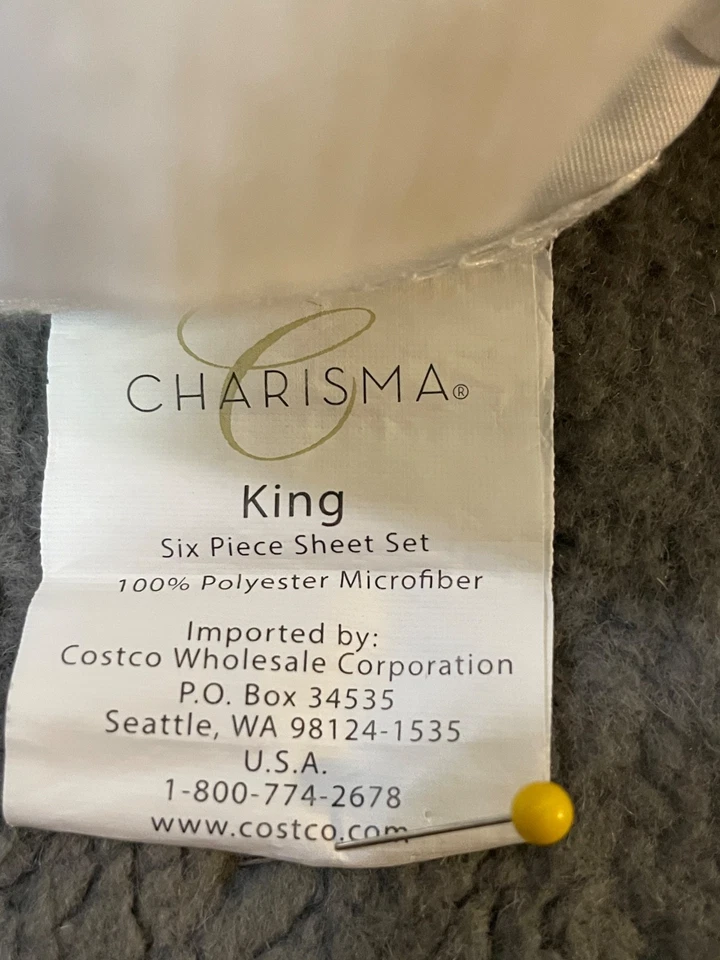 CHARISMA®
King
Six Piece Sheet Set
100% Polyester Microfiber
Imported by:
Costco Wholesale Corporation
P.O. Box 34535
Seattle, WA 98124-1535
U.S.A.
1-800-774-2678
www.costco.com